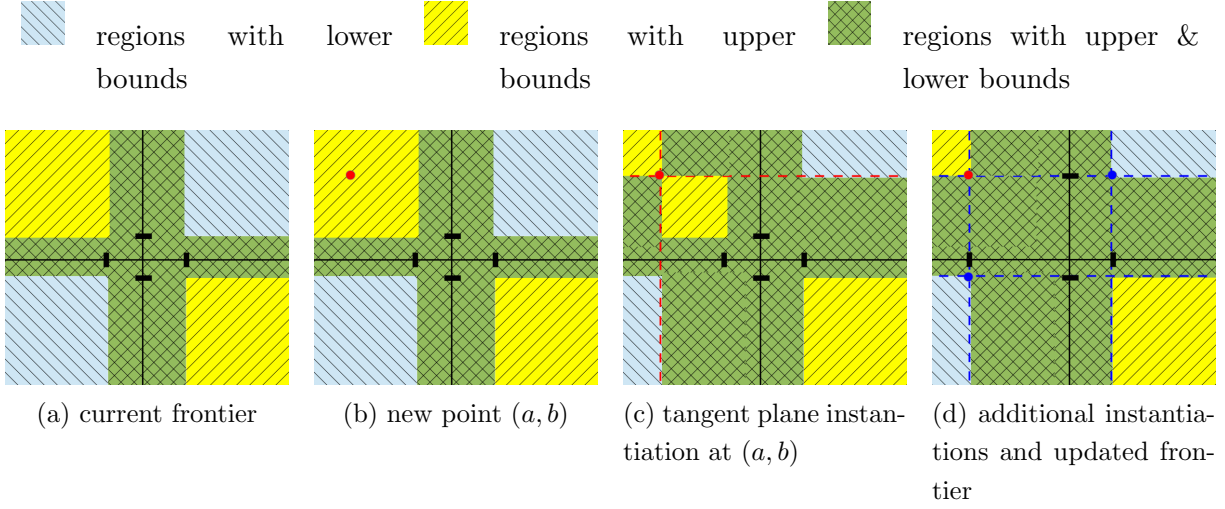 regions with lower bounds
regions with upper bounds
regions with upper & lower bounds
(a) current frontier
(b) new point (a, b)
(c) tangent plane instan-
tiation at (a, b)
(d) additional instantia-
tions and updated fron-
tier